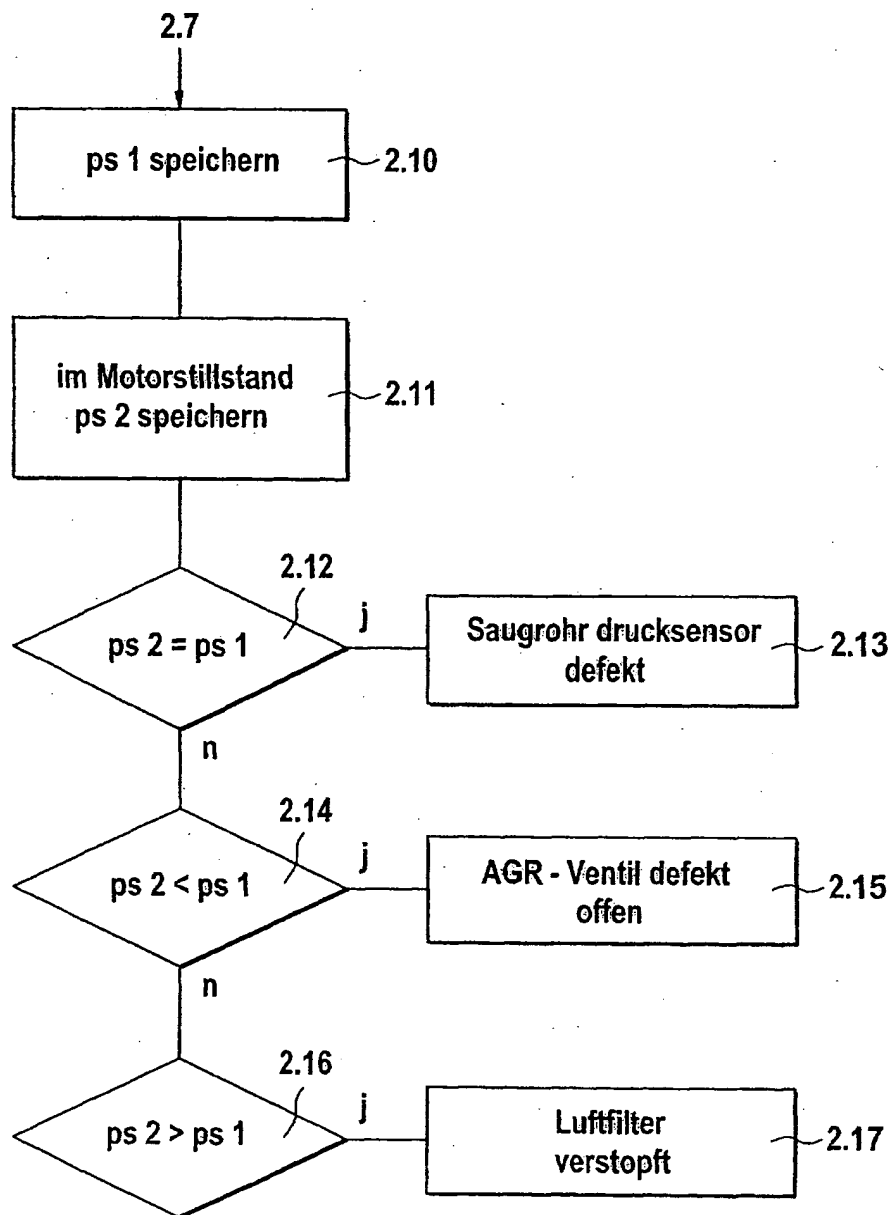 2.7
ps 1 speichern
2.10
im Motorstillstand
ps 2 speichern
2.11
2.12
ps 2 = ps 1
j
Saugrohr drucksensor
defekt
2.13
n
2.14
ps 2 < ps 1
j
AGR - Ventil defekt
offen
2.15
n
2.16
ps 2 > ps 1
j
Luftfilter
verstopft
2.17